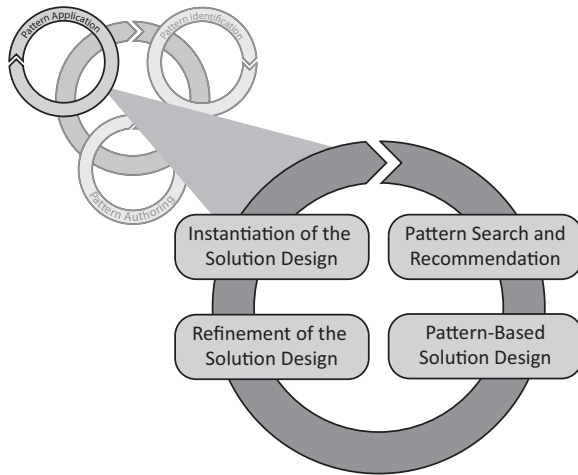 Pattern Application
Pattern Identification
Pattern Authoring
Instantiation of the
Solution Design
Pattern Search and
Recommendation
Refinement of the
Solution Design
Pattern-Based
Solution Design